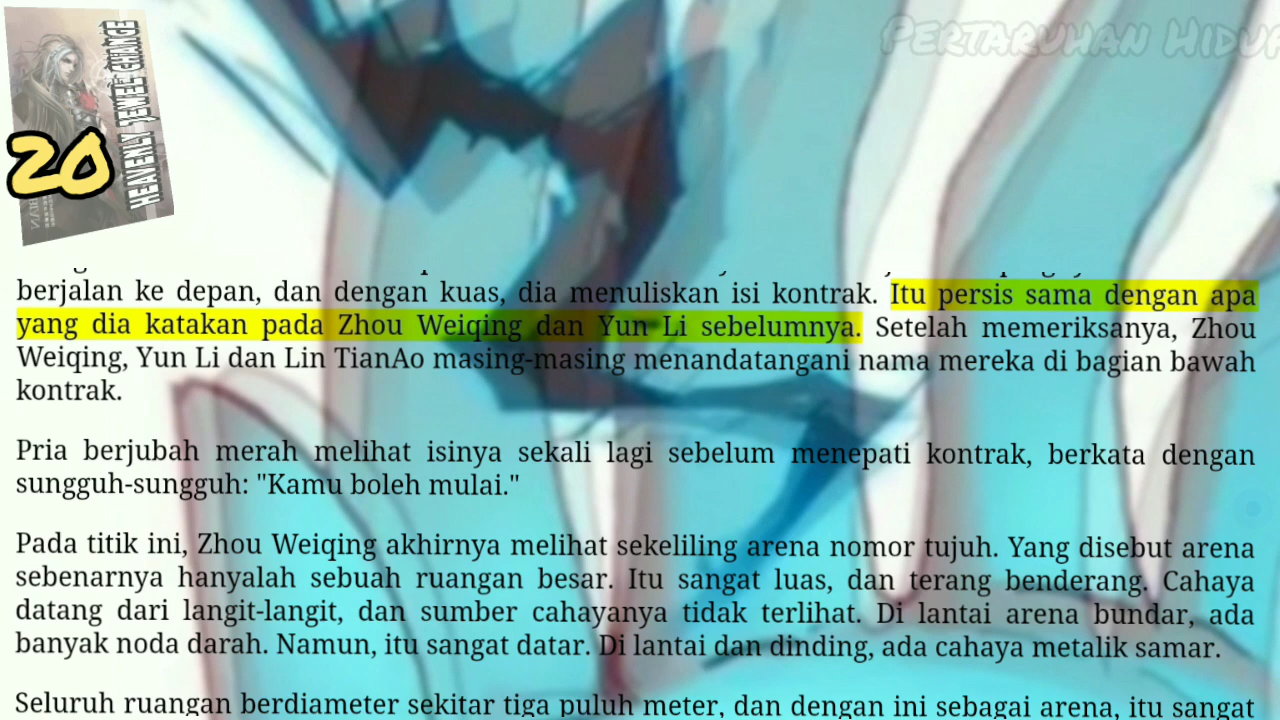 PERTARUHAN HIDUP
HEAVENLY JEWEL CHANGE
20
berjalan ke depan, dan dengan kuas, dia menuliskan isi kontrak. Itu persis sama dengan apa
yang dia katakan pada Zhou Weiqing dan Yun Li sebelumnya. Setelah memeriksanya, Zhou
Weiqing, Yun Li dan Lin TianAo masing-masing menandatangani nama mereka di bagian bawah
kontrak.
Pria berjubah merah melihat isinya sekali lagi sebelum menepati kontrak, berkata dengan
sungguh-sungguh: "Kamu boleh mulai."
Pada titik ini, Zhou Weiqing akhirnya melihat sekeliling arena nomor tujuh. Yang disebut arena
sebenarnya hanyalah sebuah ruangan besar. Itu sangat luas, dan terang benderang. Cahaya
datang dari langit-langit, dan sumber cahayanya tidak terlihat. Di lantai arena bundar, ada
banyak noda darah. Namun, itu sangat datar. Di lantai dan dinding, ada cahaya metalik samar.
Seluruh ruangan berdiameter sekitar tiga puluh meter, dan dengan ini sebagai arena, itu sangat